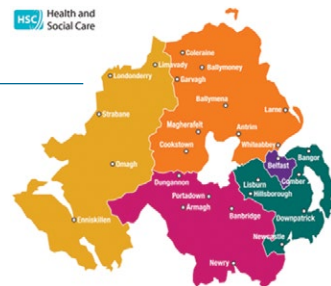 HSC Health and
Social Care
Coleraine
Limavady
Ballymoney
Londonderry
Garvagh
Ballymena
Strabane
Larne
Magherafelt
Antrim
Cookstown
Whiteabbey
Bangor
Omagh
Belfast
Dungannon
Lisburn
Comber
Hillsborough
Portadown
Armagh
Banbridge
Downpatrick
Enniskillen
Newcastle
Newry